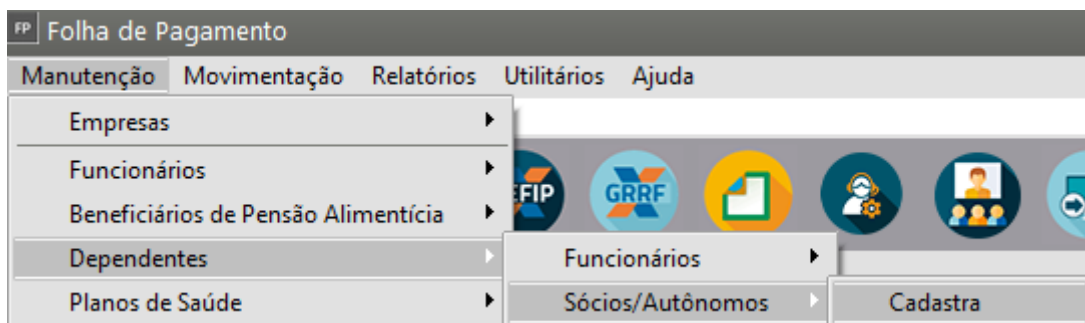 FP Folha de Pagamento
Manutenção Movimentação Relatórios Utilitários Ajuda
Empresas
Funcionários
EFIP GRRF
Beneficiários de Pensão Alimentícia
Dependentes Funcionários
Planos de Saúde Sócios/Autônomos Cadastra